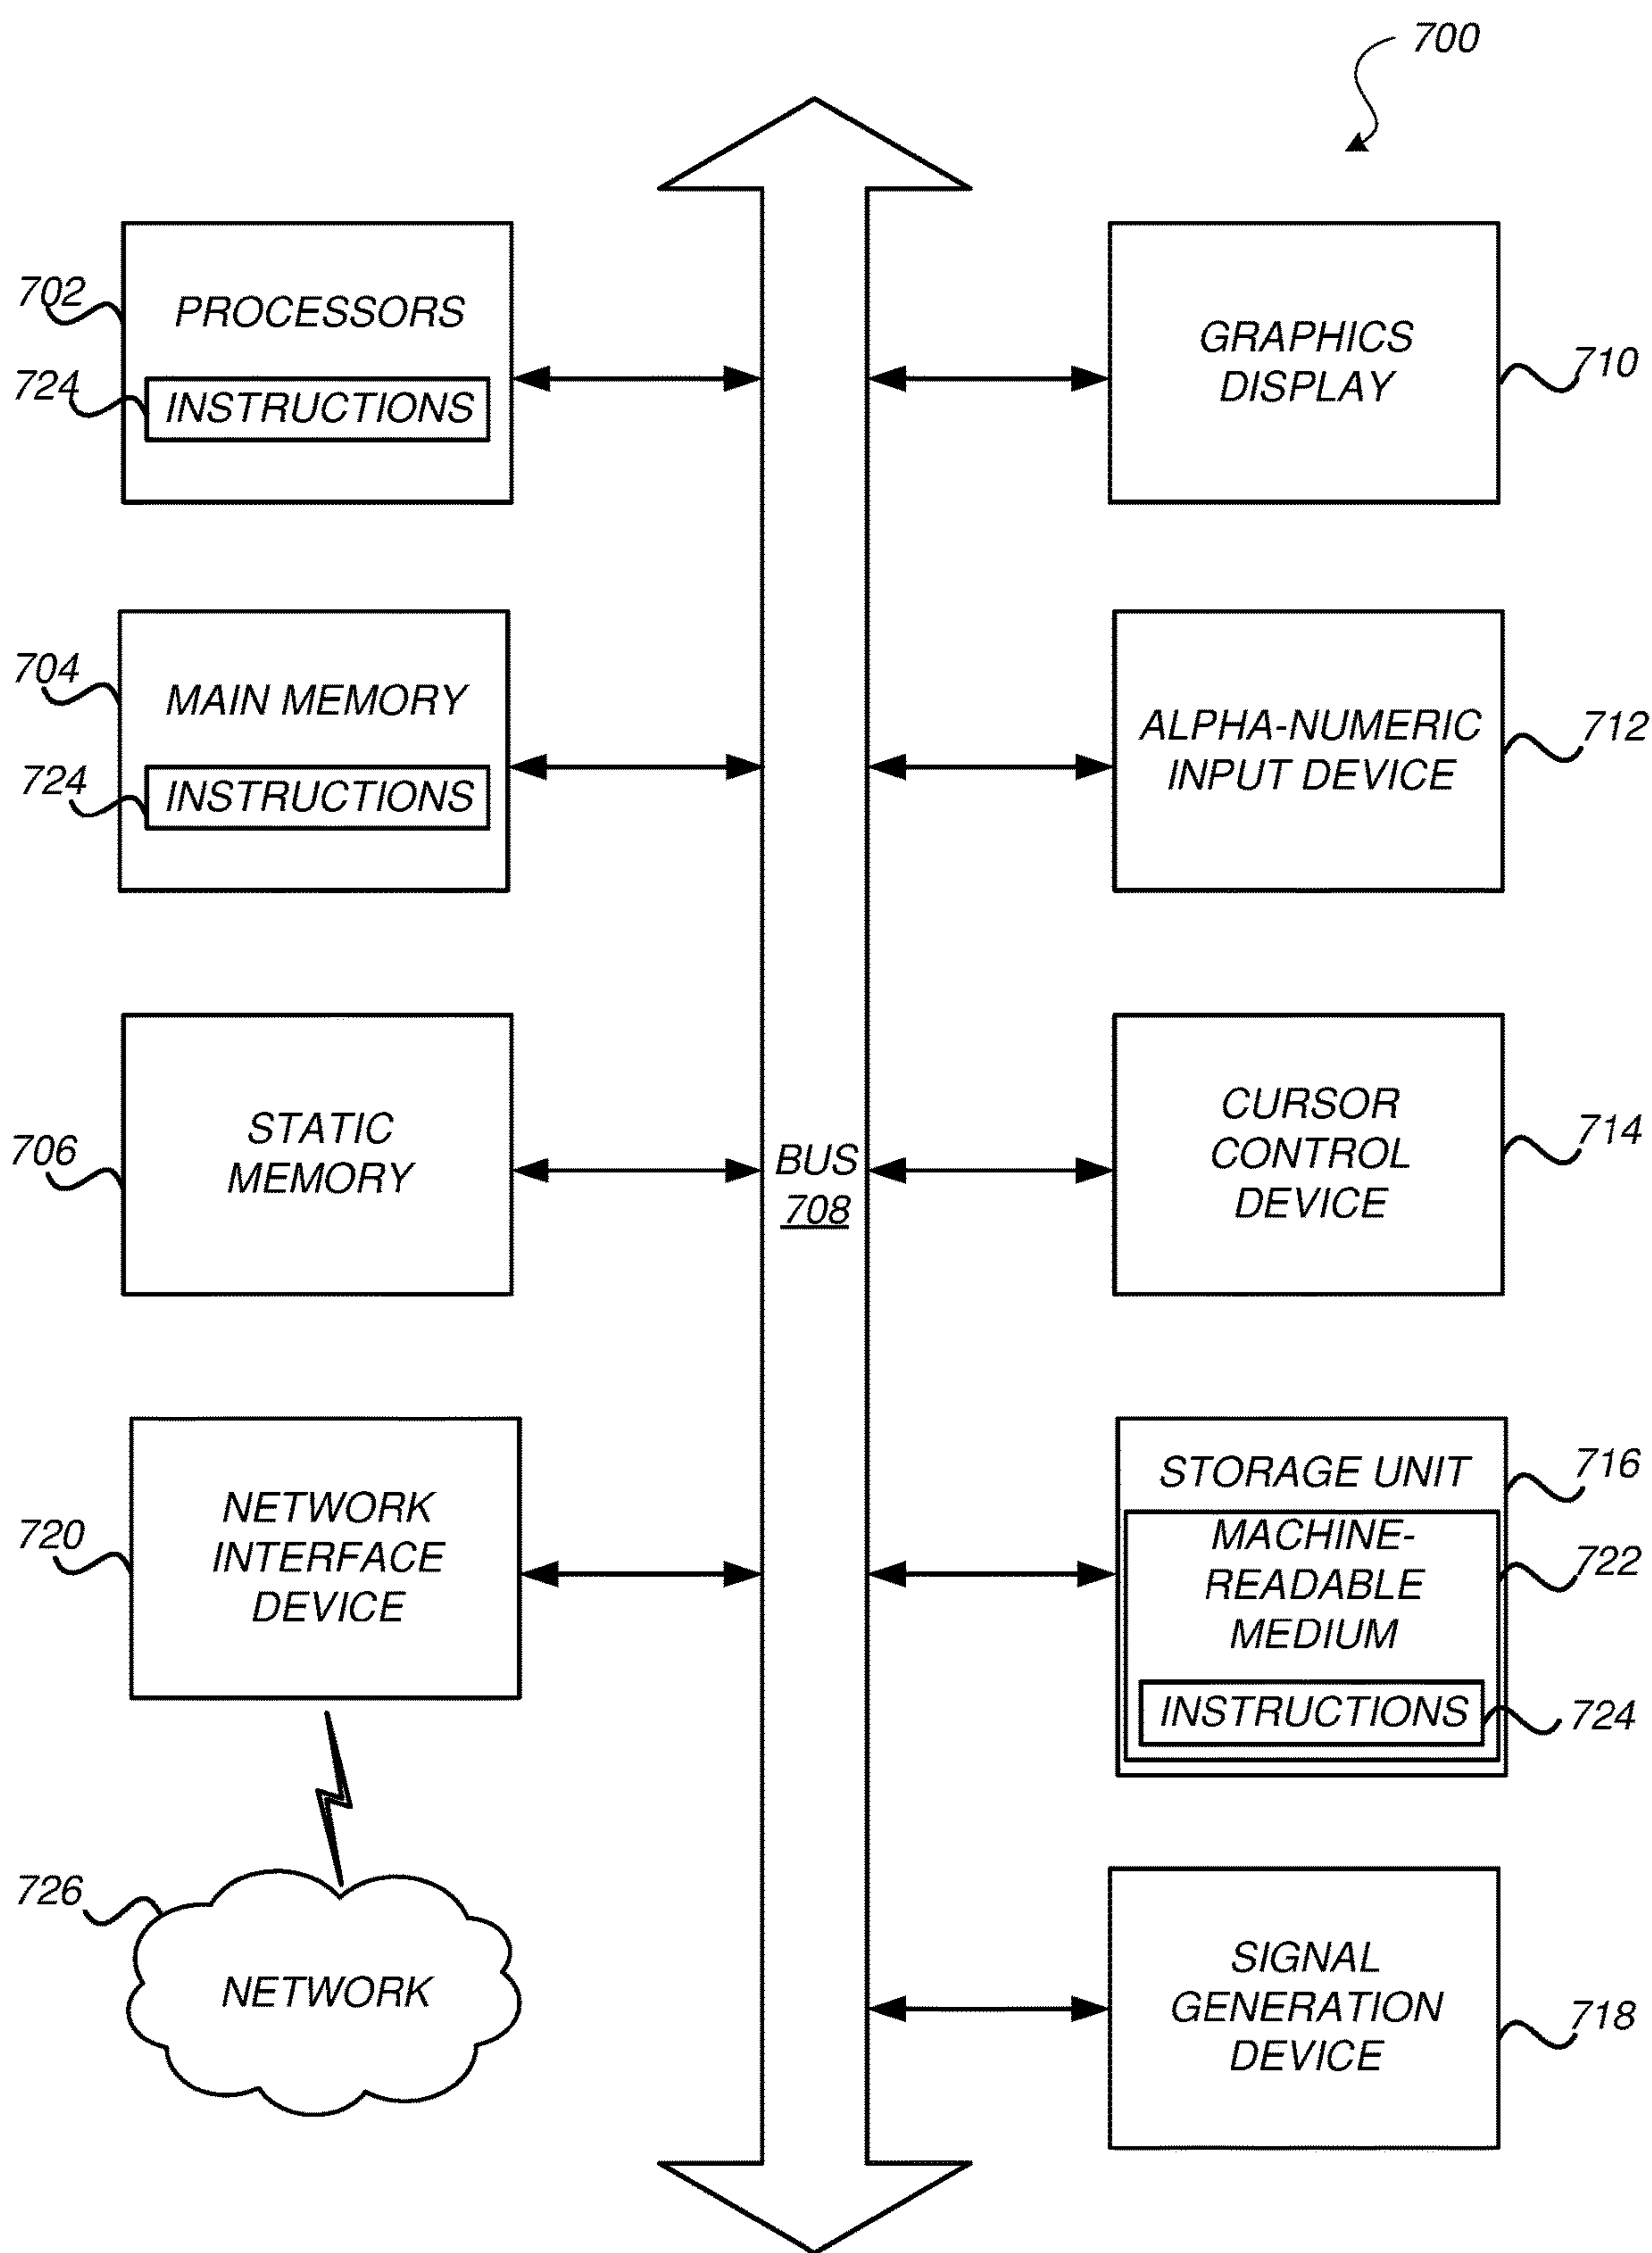 700
702
PROCESSORS
724
INSTRUCTIONS
GRAPHICS
DISPLAY
710
704
MAIN MEMORY
724
INSTRUCTIONS
ALPHA-NUMERIC
INPUT DEVICE
712
706
STATIC
MEMORY
BUS
708
CURSOR
CONTROL
DEVICE
714
720
NETWORK
INTERFACE
DEVICE
STORAGE UNIT
716
MACHINE-
READABLE
MEDIUM
722
INSTRUCTIONS
724
726
NETWORK
SIGNAL
GENERATION
DEVICE
718